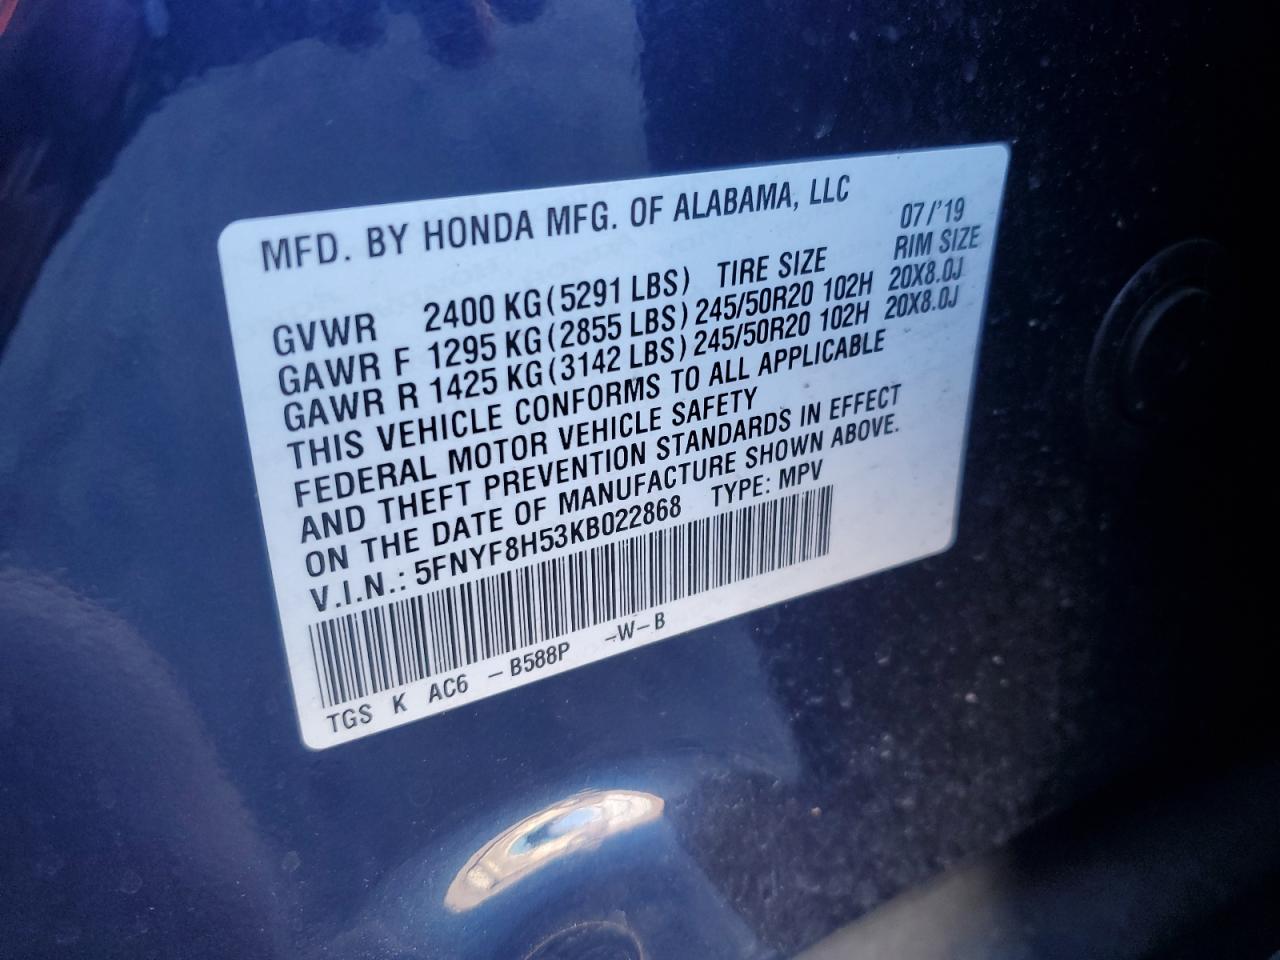 MFD. BY HONDA MFG. OF ALABAMA, LLC 07/'19
GVWR 2400 KG(5291 LBS) TIRE SIZE RIM SIZE
GAWR F 1295 KG(2855 LBS) 245/50R20 102H 20X8.0J
GAWR R 1425 KG(3142 LBS) 245/50R20 102H 20X8.0J
THIS VEHICLE CONFORMS TO ALL APPLICABLE
FEDERAL MOTOR VEHICLE SAFETY
AND THEFT PREVENTION STANDARDS IN EFFECT
ON THE DATE OF MANUFACTURE SHOWN ABOVE.
V.I.N.: 5FNYF8H53KB022868 TYPE: MPV
TGS K AC6 -B588P -W-B